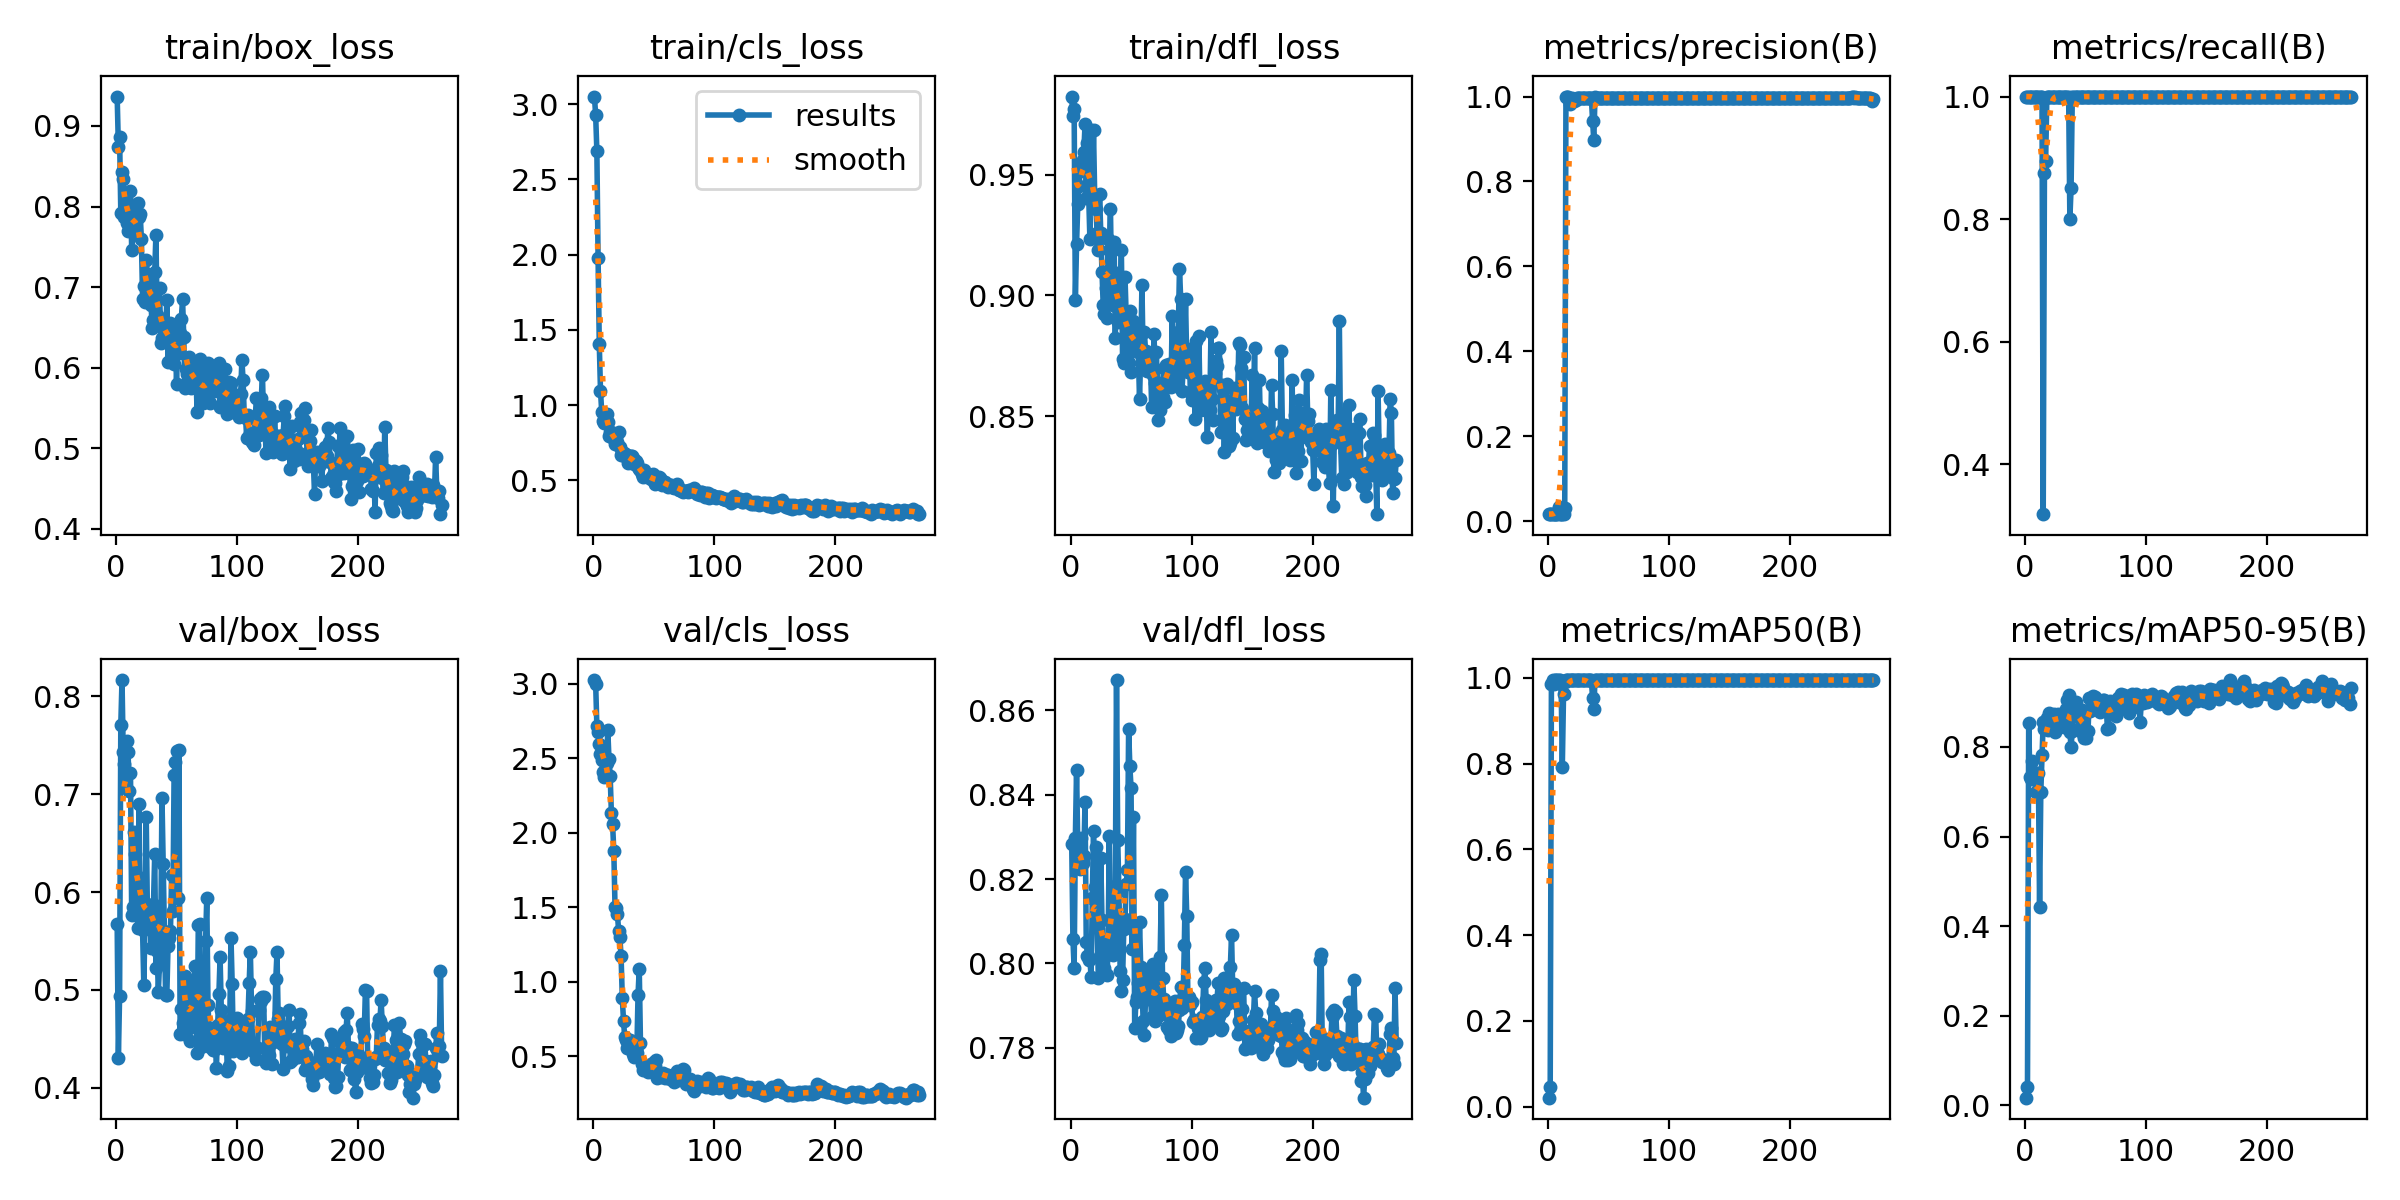 train/box_loss
0.9
0.8
0.7
0.6
0.5
0.4
0 100 200
train/cls_loss
results
smooth
3.0
2.5
2.0
1.5
1.0
0.5
0 100 200
train/dfl_loss
0.95
0.90
0.85
0 100 200
metrics/precision(B)
1.0
0.8
0.6
0.4
0.2
0.0
0 100 200
metrics/recall(B)
1.0
0.8
0.6
0.4
0 100 200
val/box_loss
0.8
0.7
0.6
0.5
0.4
0 100 200
val/cls_loss
3.0
2.5
2.0
1.5
1.0
0.5
0 100 200
val/dfl_loss
0.86
0.84
0.82
0.80
0.78
0 100 200
metrics/mAP50(B)
1.0
0.8
0.6
0.4
0.2
0.0
0 100 200
metrics/mAP50-95(B)
0.8
0.6
0.4
0.2
0.0
0 100 200